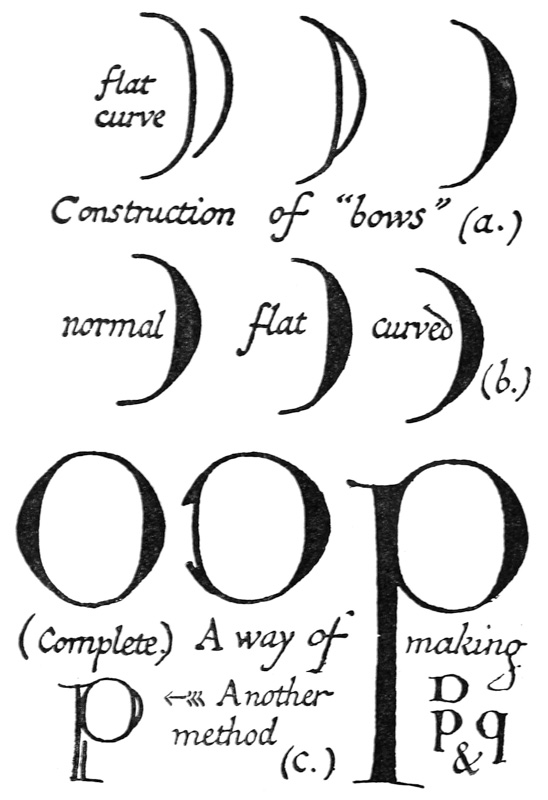 flat
curve
Construction of “bows” (a.)
normal flat curved
(b.)
O O p
(Complete.) A way of making
D
p q
&
p ← Another
method
(c.)